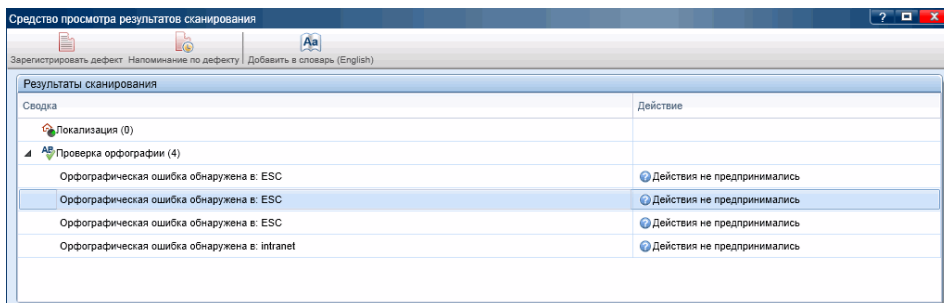 Средство просмотра результатов сканирования
Aa
Зарегистрировать дефект Напоминание по дефекту Добавить в словарь (English)
Результаты сканирования
Сводка Действие
Локализация (0)
Проверка орфографии (4)
Орфографическая ошибка обнаружена в: ESC Действия не предпринимались
Орфографическая ошибка обнаружена в: ESC Действия не предпринимались
Орфографическая ошибка обнаружена в: ESC Действия не предпринимались
Орфографическая ошибка обнаружена в: intranet Действия не предпринимались